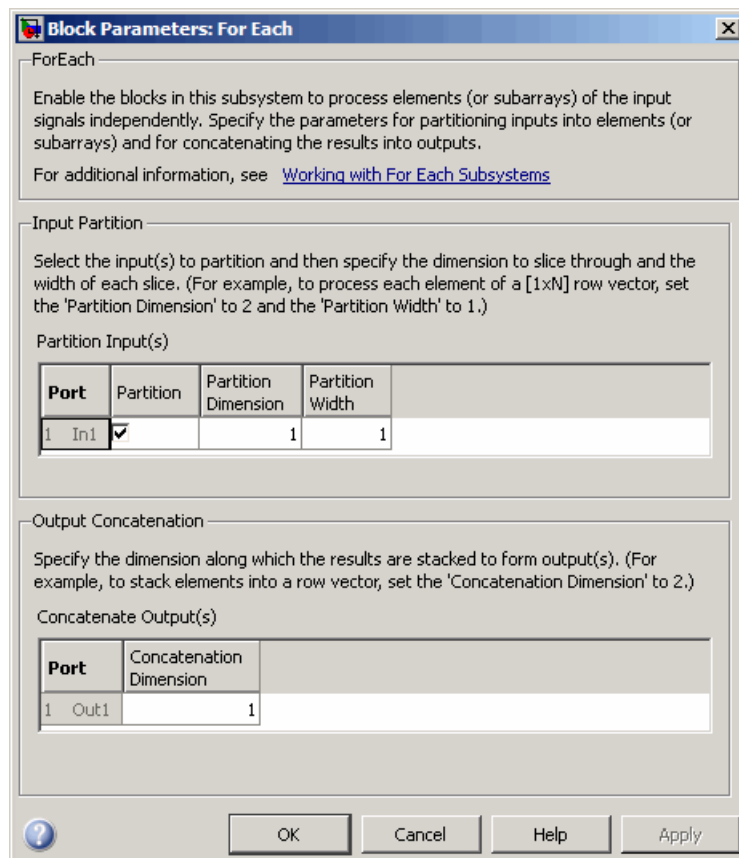 Block Parameters: For Each
ForEach
Enable the blocks in this subsystem to process elements (or subarrays) of the input
signals independently. Specify the parameters for partitioning inputs into elements (or
subarrays) and for concatenating the results into outputs.
For additional information, see Working with For Each Subsystems
Input Partition
Select the input(s) to partition and then specify the dimension to slice through and the
width of each slice. (For example, to process each element of a [1xN] row vector, set
the 'Partition Dimension' to 2 and the 'Partition Width' to 1.)
Partition Input(s)
Port Partition Partition Dimension Partition Width
1 In1 1 1
Output Concatenation
Specify the dimension along which the results are stacked to form output(s). (For
example, to stack elements into a row vector, set the 'Concatenation Dimension' to 2.)
Concatenate Output(s)
Port Concatenation Dimension
1 Out1 1
? OK Cancel Help Apply